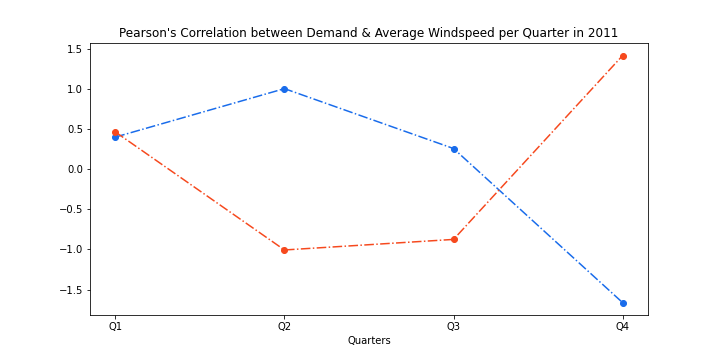 Pearson's Correlation between Demand & Average Windspeed per Quarter in 2011
1.5
1.0
0.5
0.0
−0.5
−1.0
−1.5
Q1 Q2 Q3 Q4
Quarters